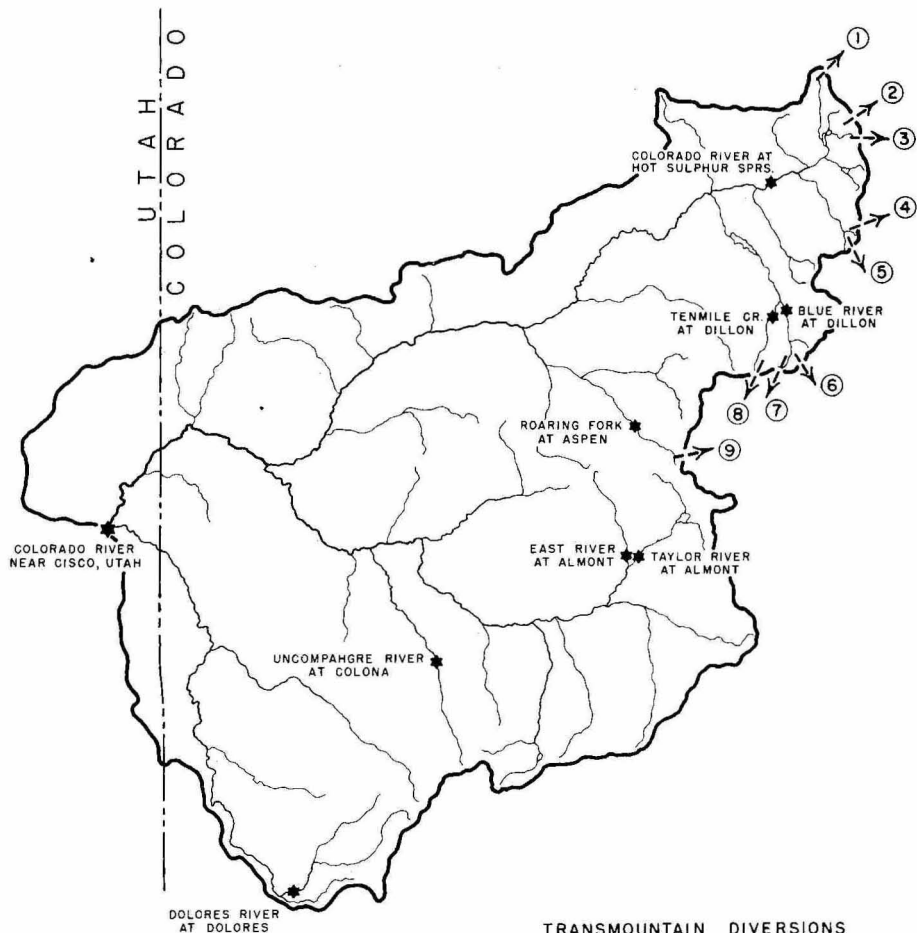 UTAH
COLORADO
①
②
③
COLORADO RIVER AT
HOT SULPHUR SPRS.
④
⑤
TENMILE CR.
AT DILLON
BLUE RIVER
AT DILLON
⑥
⑦
⑧
ROARING FORK
AT ASPEN
⑨
COLORADO RIVER
NEAR CISCO, UTAH
EAST RIVER
AT ALMONT
TAYLOR RIVER
AT ALMONT
UNCOMPAHGRE RIVER
AT COLONA
DOLORES RIVER
AT DOLORES
TRANSMOUNTAIN DIVERSIONS